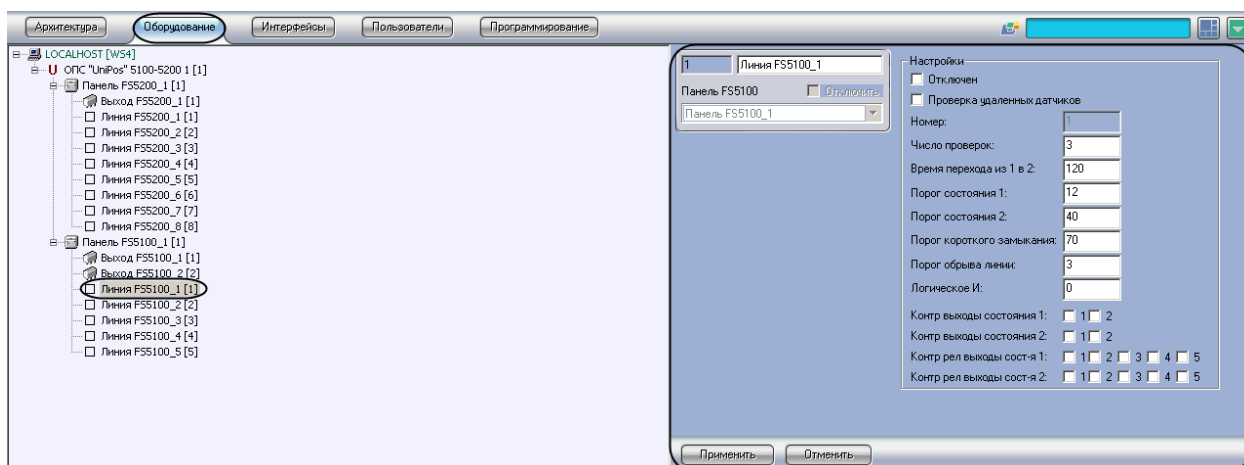 Архитектура Оборудование Интерфейсы Пользователи Программирование
LOCALHOST [WS4]
ОПС "UniPos" 5100-5200 1 [1]
Панель FS5200_1 [1]
Выход FS5200_1 [1]
Линия FS5200_1 [1]
Линия FS5200_2 [2]
Линия FS5200_3 [3]
Линия FS5200_4 [4]
Линия FS5200_5 [5]
Линия FS5200_6 [6]
Линия FS5200_7 [7]
Линия FS5200_8 [8]
Панель FS5100_1 [1]
Выход FS5100_1 [1]
Выход FS5100_2 [2]
Линия FS5100_1 [1]
Линия FS5100_2 [2]
Линия FS5100_3 [3]
Линия FS5100_4 [4]
Линия FS5100_5 [5]
1 Линия FS5100_1
Панель FS5100 Отключить
Панель FS5100_1
Настройки
Отключен
Проверка удаленных датчиков
Номер: 1
Число проверок: 3
Время перехода из 1 в 2: 120
Порог состояния 1: 12
Порог состояния 2: 40
Порог короткого замыкания: 70
Порог обрыва линии: 3
Логическое И: 0
Контр выходы состояния 1: 1 2
Контр выходы состояния 2: 1 2
Контр рел выходы сост-я 1: 1 2 3 4 5
Контр рел выходы сост-я 2: 1 2 3 4 5
Применить Отменить